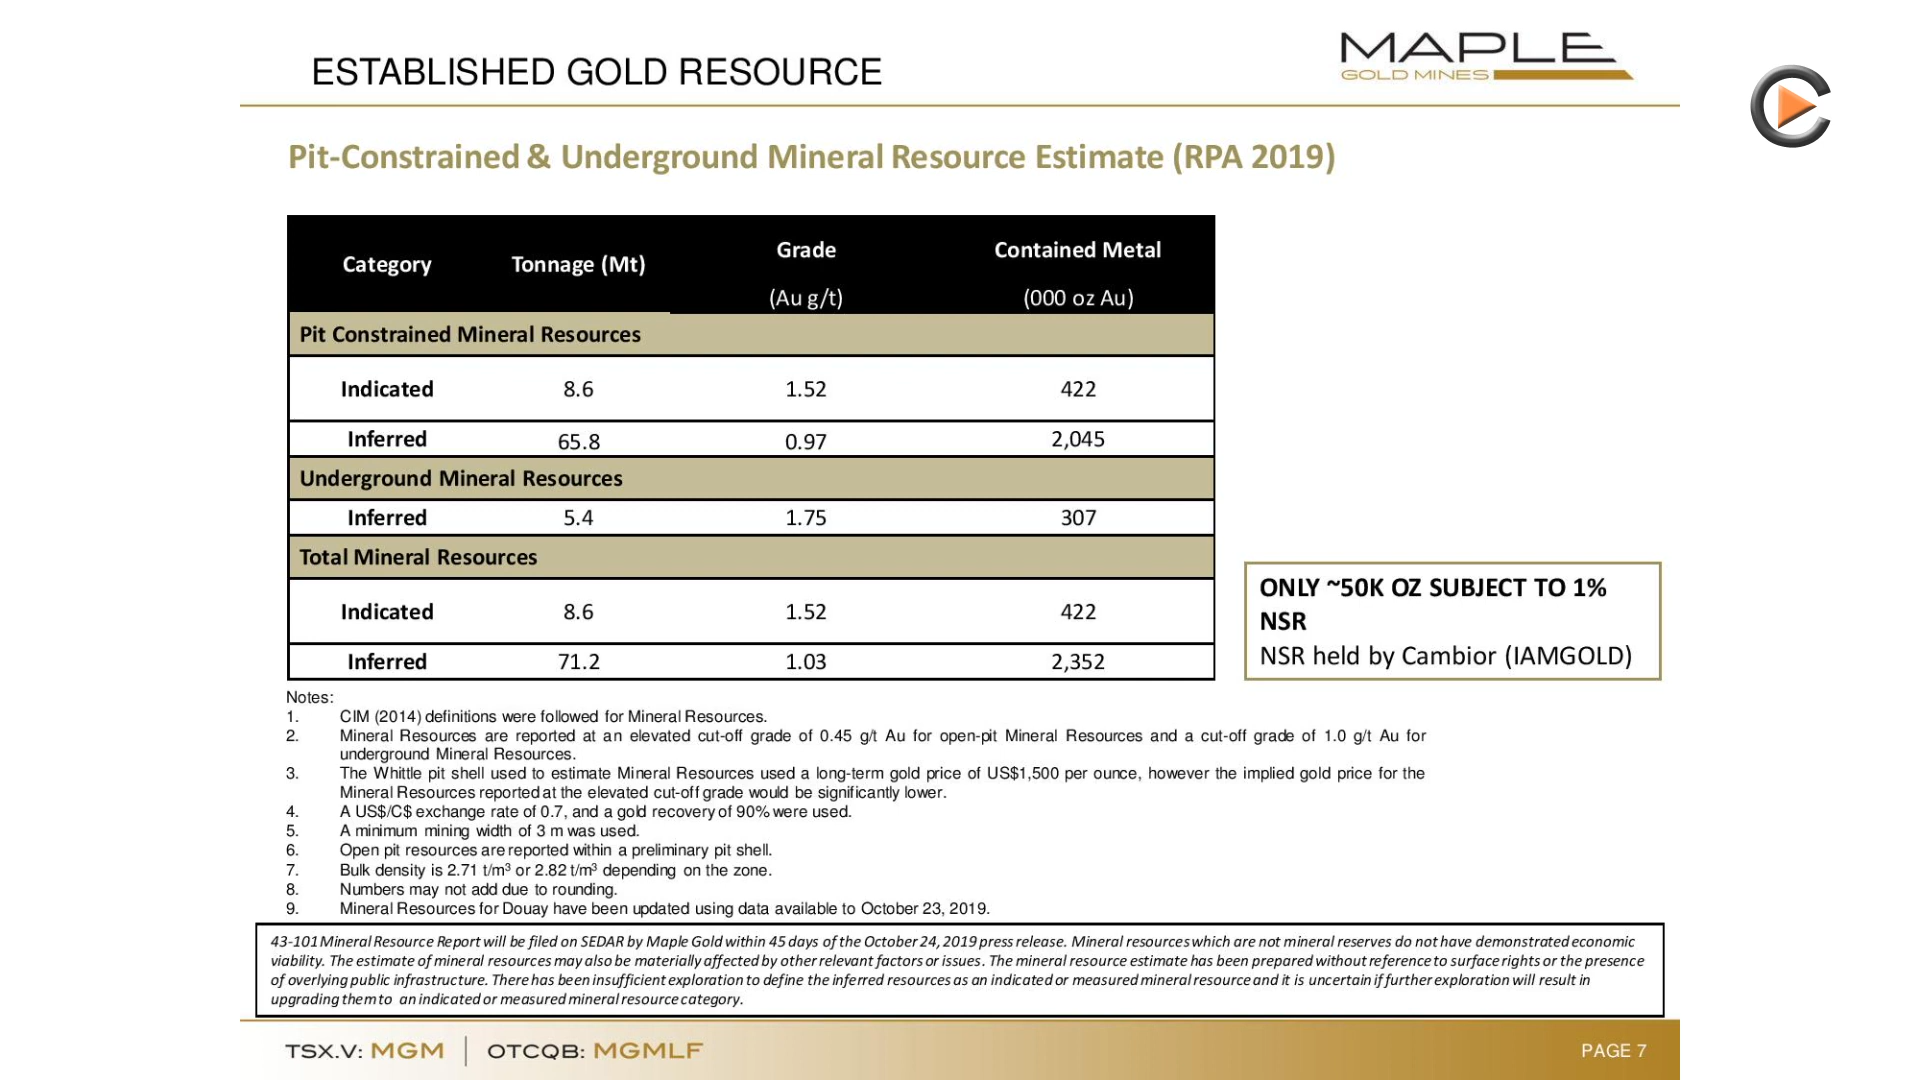 ESTABLISHED GOLD RESOURCE
MAPLE
GOLD MINES
Pit-Constrained & Underground Mineral Resource Estimate (RPA 2019)
Category Tonnage (Mt) Grade (Au g/t) Contained Metal (000 oz Au)
Pit Constrained Mineral Resources
Indicated 8.6 1.52 422
Inferred 65.8 0.97 2,045
Underground Mineral Resources
Inferred 5.4 1.75 307
Total Mineral Resources
Indicated 8.6 1.52 422
Inferred 71.2 1.03 2,352
ONLY ~50K OZ SUBJECT TO 1%
NSR
NSR held by Cambior (IAMGOLD)
Notes:
1. CIM (2014) definitions were followed for Mineral Resources.
2. Mineral Resources are reported at an elevated cut-off grade of 0.45 g/t Au for open-pit Mineral Resources and a cut-off grade of 1.0 g/t Au for
underground Mineral Resources.
3. The Whittle pit shell used to estimate Mineral Resources used a long-term gold price of US$1,500 per ounce, however the implied gold price for the
Mineral Resources reported at the elevated cut-off grade would be significantly lower.
4. A US$/C$ exchange rate of 0.7, and a gold recovery of 90% were used.
5. A minimum mining width of 3 m was used.
6. Open pit resources are reported within a preliminary pit shell.
7. Bulk density is 2.71 t/m³ or 2.82 t/m³ depending on the zone.
8. Numbers may not add due to rounding.
9. Mineral Resources for Douay have been updated using data available to October 23, 2019.
43-101 Mineral Resource Report will be filed on SEDAR by Maple Gold within 45 days of the October 24, 2019 press release. Mineral resources which are not mineral reserves do not have demonstrated economic
viability. The estimate of mineral resources may also be materially affected by other relevant factors or issues. The mineral resource estimate has been prepared without reference to surface rights or the presence
of overlying public infrastructure. There has been insufficient exploration to define the inferred resources as an indicated or measured mineral resource and it is uncertain if further exploration will result in
upgrading them to an indicated or measured mineral resource category.
TSX.V: MGM | OTCQB: MGMLF
PAGE 7